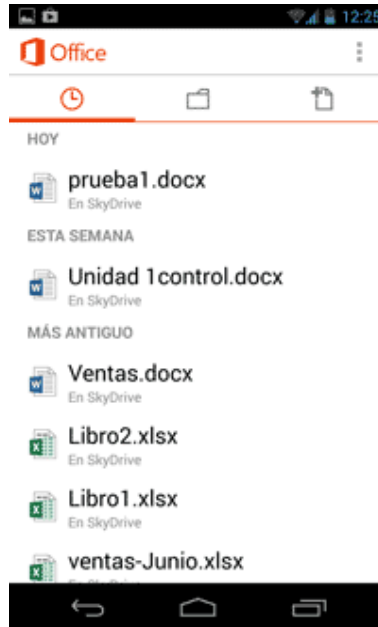 12:25
Office
HOY
prueba1.docx
En SkyDrive
ESTA SEMANA
Unidad 1control.docx
En SkyDrive
MÁS ANTIGUO
Ventas.docx
En SkyDrive
Libro2.xlsx
En SkyDrive
Libro1.xlsx
En SkyDrive
ventas-Junio.xlsx